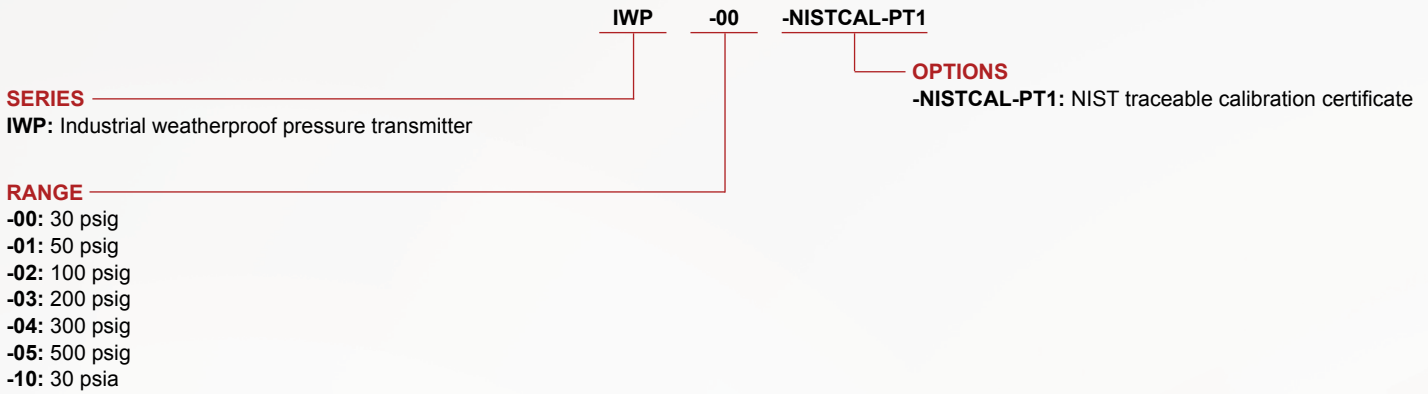 IWP -00 -NISTCAL-PT1
OPTIONS
-NISTCAL-PT1: NIST traceable calibration certificate
SERIES
IWP: Industrial weatherproof pressure transmitter
RANGE
-00: 30 psig
-01: 50 psig
-02: 100 psig
-03: 200 psig
-04: 300 psig
-05: 500 psig
-10: 30 psia